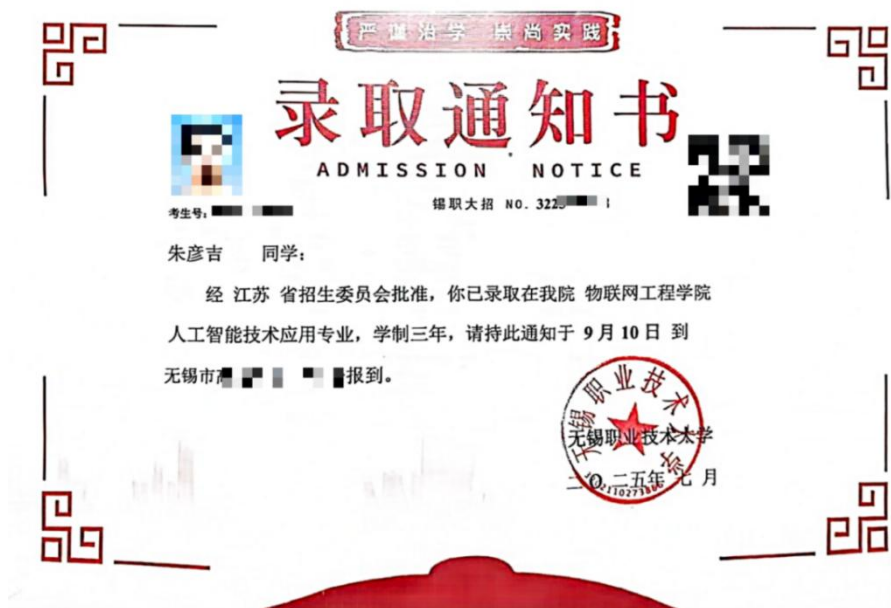 严谨治学 崇尚实践
录取通知书
ADMISSION NOTICE
锡职大招 NO. 322
考生号:
朱彦吉 同学:
经 江苏 省招生委员会批准,你已录取在我院 物联网工程学院
人工智能技术应用专业,学制三年,请持此通知于 9 月 10 日 到
无锡市 报到。
无锡职业技术大学
无锡职业技术大学
二〇二五年 七 月